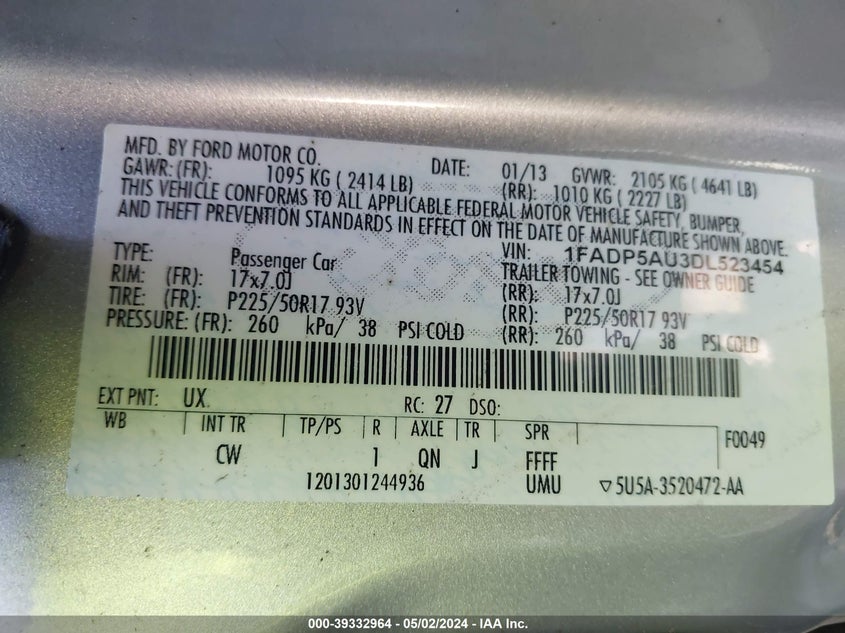 MFD. BY FORD MOTOR CO. DATE: 01/13 GVWR: 2105 KG ( 4641 LB)
GAWR: (FR): 1095 KG ( 2414 LB) (RR): 1010 KG ( 2227 LB)
THIS VEHICLE CONFORMS TO ALL APPLICABLE FEDERAL MOTOR VEHICLE SAFETY, BUMPER,
AND THEFT PREVENTION STANDARDS IN EFFECT ON THE DATE OF MANUFACTURE SHOWN ABOVE.
VIN: 1FADP5AU3DL523454
TYPE: Passenger Car TRAILER TOWING - SEE OWNER GUIDE
RIM: (FR): 17x7.0J (RR): 17x7.0J
TIRE: (FR): P225/50R17 93V (RR): P225/50R17 93V
PRESSURE: (FR): 260 kPa/ 38 PSI COLD (RR): 260 kPa/ 38 PSI COLD
EXT PNT: UX RC: 27 DSO:
WB INT TR TP/PS R AXLE TR SPR F0049
CW 1 QN J FFFF
1201301244936 UMU ▽5U5A-3520472-AA
000-39332964 - 05/02/2024 - IAA Inc.